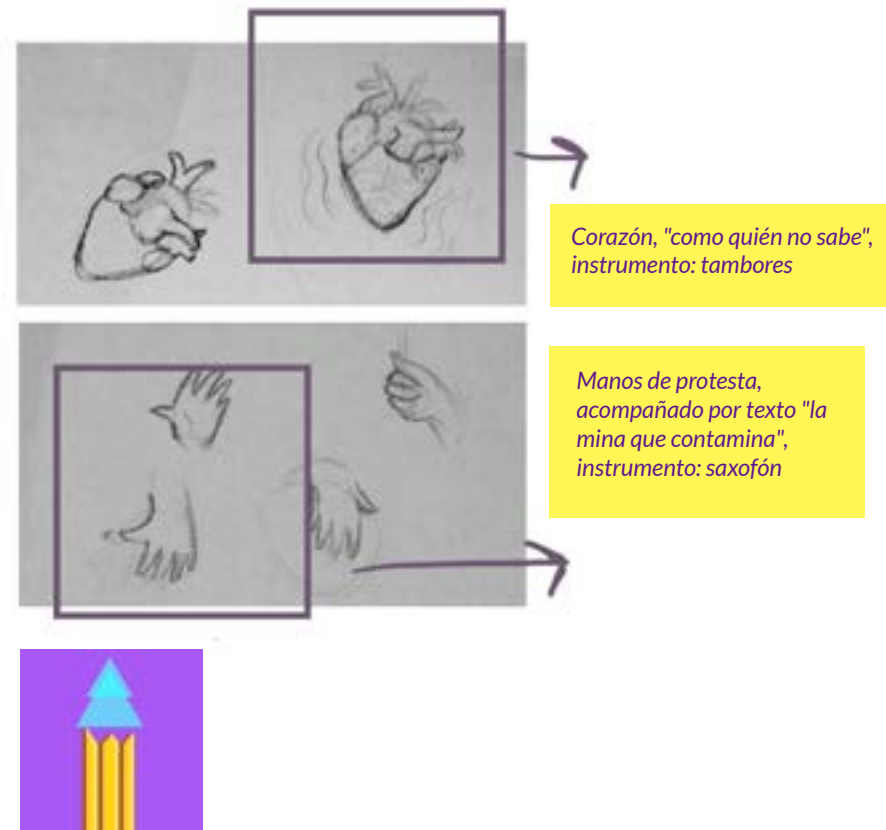 Corazón, "como quién no sabe",
instrumento: tambores
Manos de protesta,
acompañado por texto "la
mina que contamina",
instrumento: saxofón